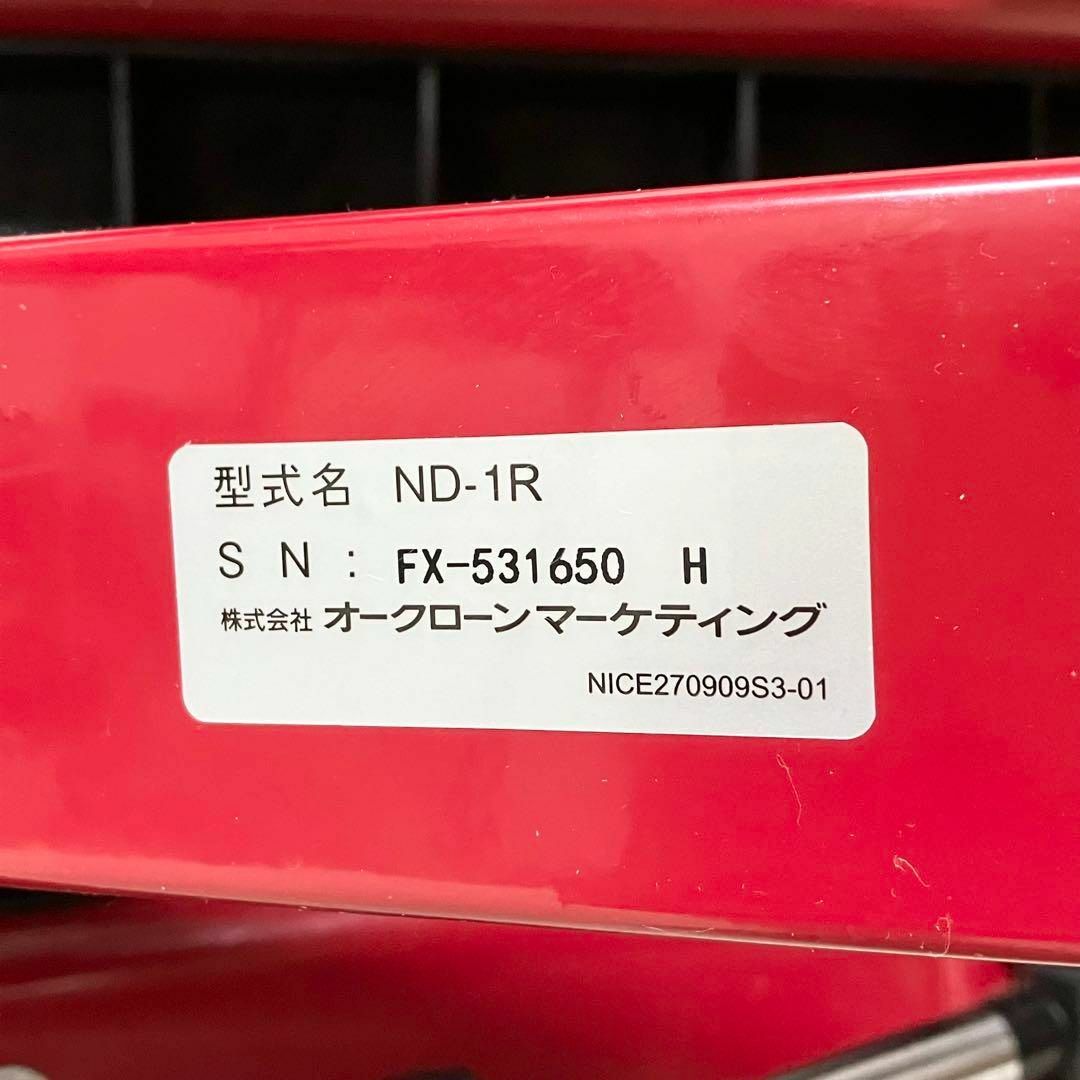 型式名 ND-1R
S N : FX-531650 H
株式会社 オークローンマーケティング
NICE270909S3-01